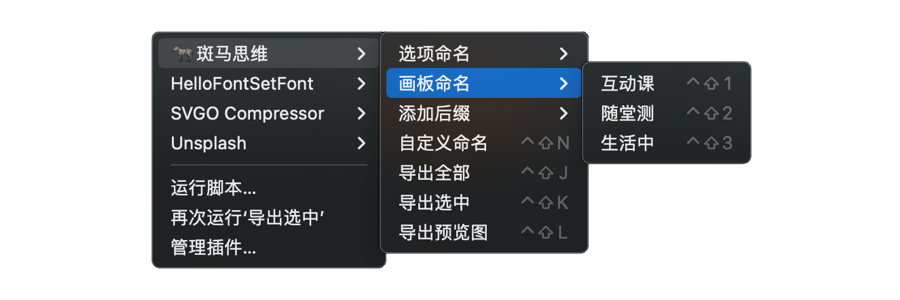 🦓 斑马思维
HelloFontSetFont
SVGO Compressor
Unsplash
运行脚本...
再次运行‘导出选中’
管理插件...
选项命名
画板命名
添加后缀
自定义命名 ^⇧N
导出全部 ^⇧J
导出选中 ^⇧K
导出预览图 ^⇧L
互动课 ^⇧1
随堂测 ^⇧2
生活中 ^⇧3